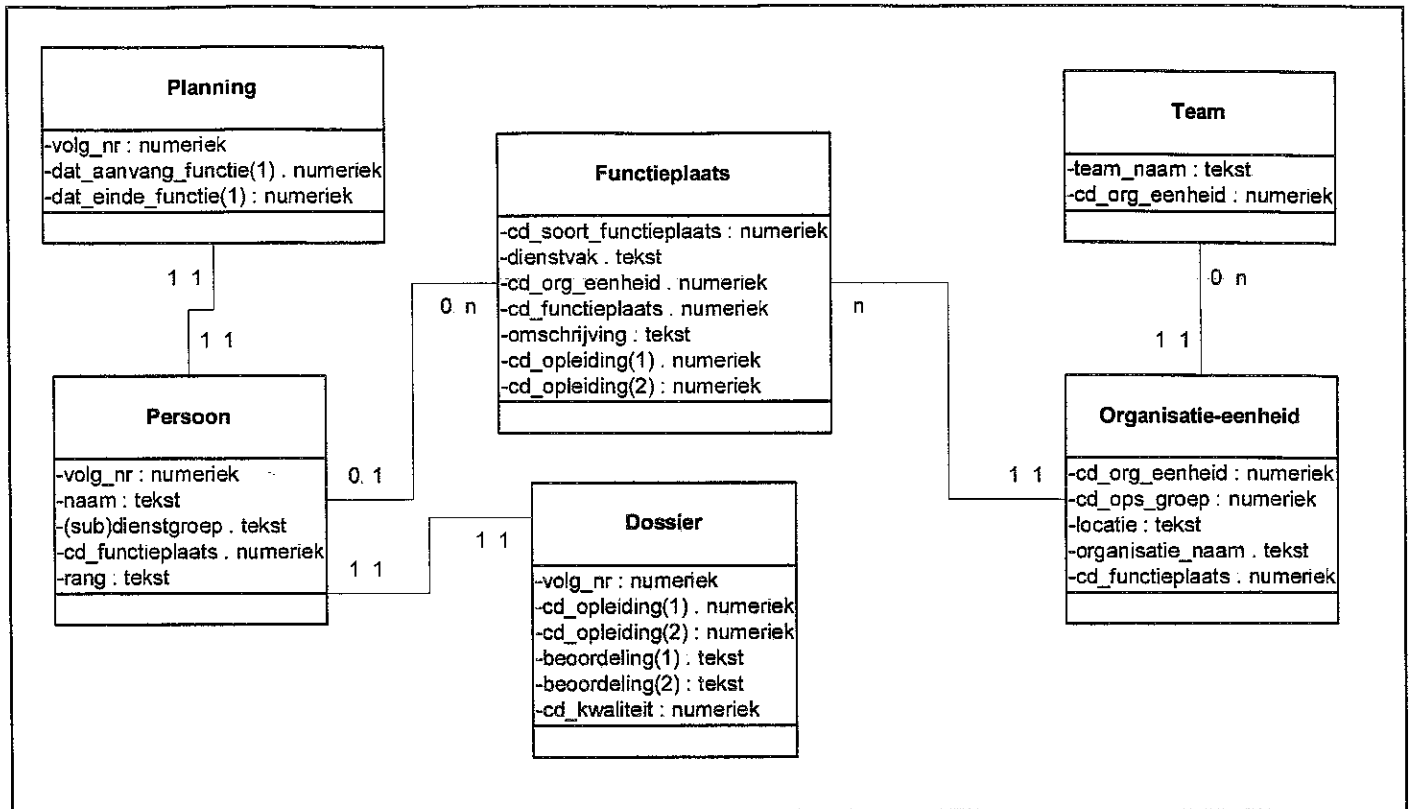 Planning
-volg_nr : numeriek
-dat_aanvang_functie(1) . numeriek
-dat_einde_functie(1) : numeriek
1 1
1 1
Persoon
-volg_nr : numeriek
-naam : tekst
-(sub)dienstgroep . tekst
-cd_functieplaats . numeriek
-rang : tekst
0. 1
1 1
Functieplaats
-cd_soort_functieplaats : numeriek
-dienstvak . tekst
-cd_org_eenheid . numeriek
-cd_functieplaats . numeriek
-omschrijving : tekst
-cd_opleiding(1) . numeriek
-cd_opleiding(2) : numeriek
0. n
n
Dossier
-volg_nr : numeriek
-cd_opleiding(1) . numeriek
-cd_opleiding(2) : numeriek
-beoordeling(1) . tekst
-beoordeling(2) : tekst
-cd_kwaliteit : numeriek
1 1
Team
-team_naam : tekst
-cd_org_eenheid : numeriek
0 n
1 1
Organisatie-eenheid
-cd_org_eenheid : numeriek
-cd_ops_groep : numeriek
-locatie : tekst
-organisatie_naam . tekst
-cd_functieplaats : numeriek
1 1